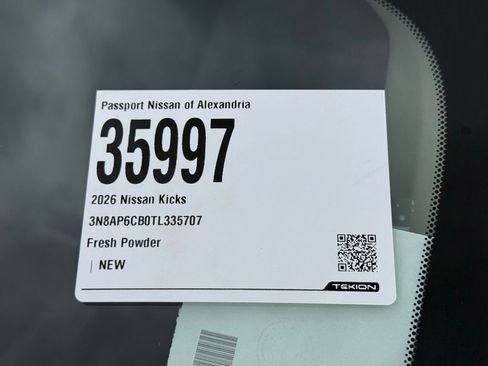 Passport Nissan of Alexandria
35997
2026 Nissan Kicks
3N8AP6CB0TL335707
Fresh Powder
| NEW
TEKION